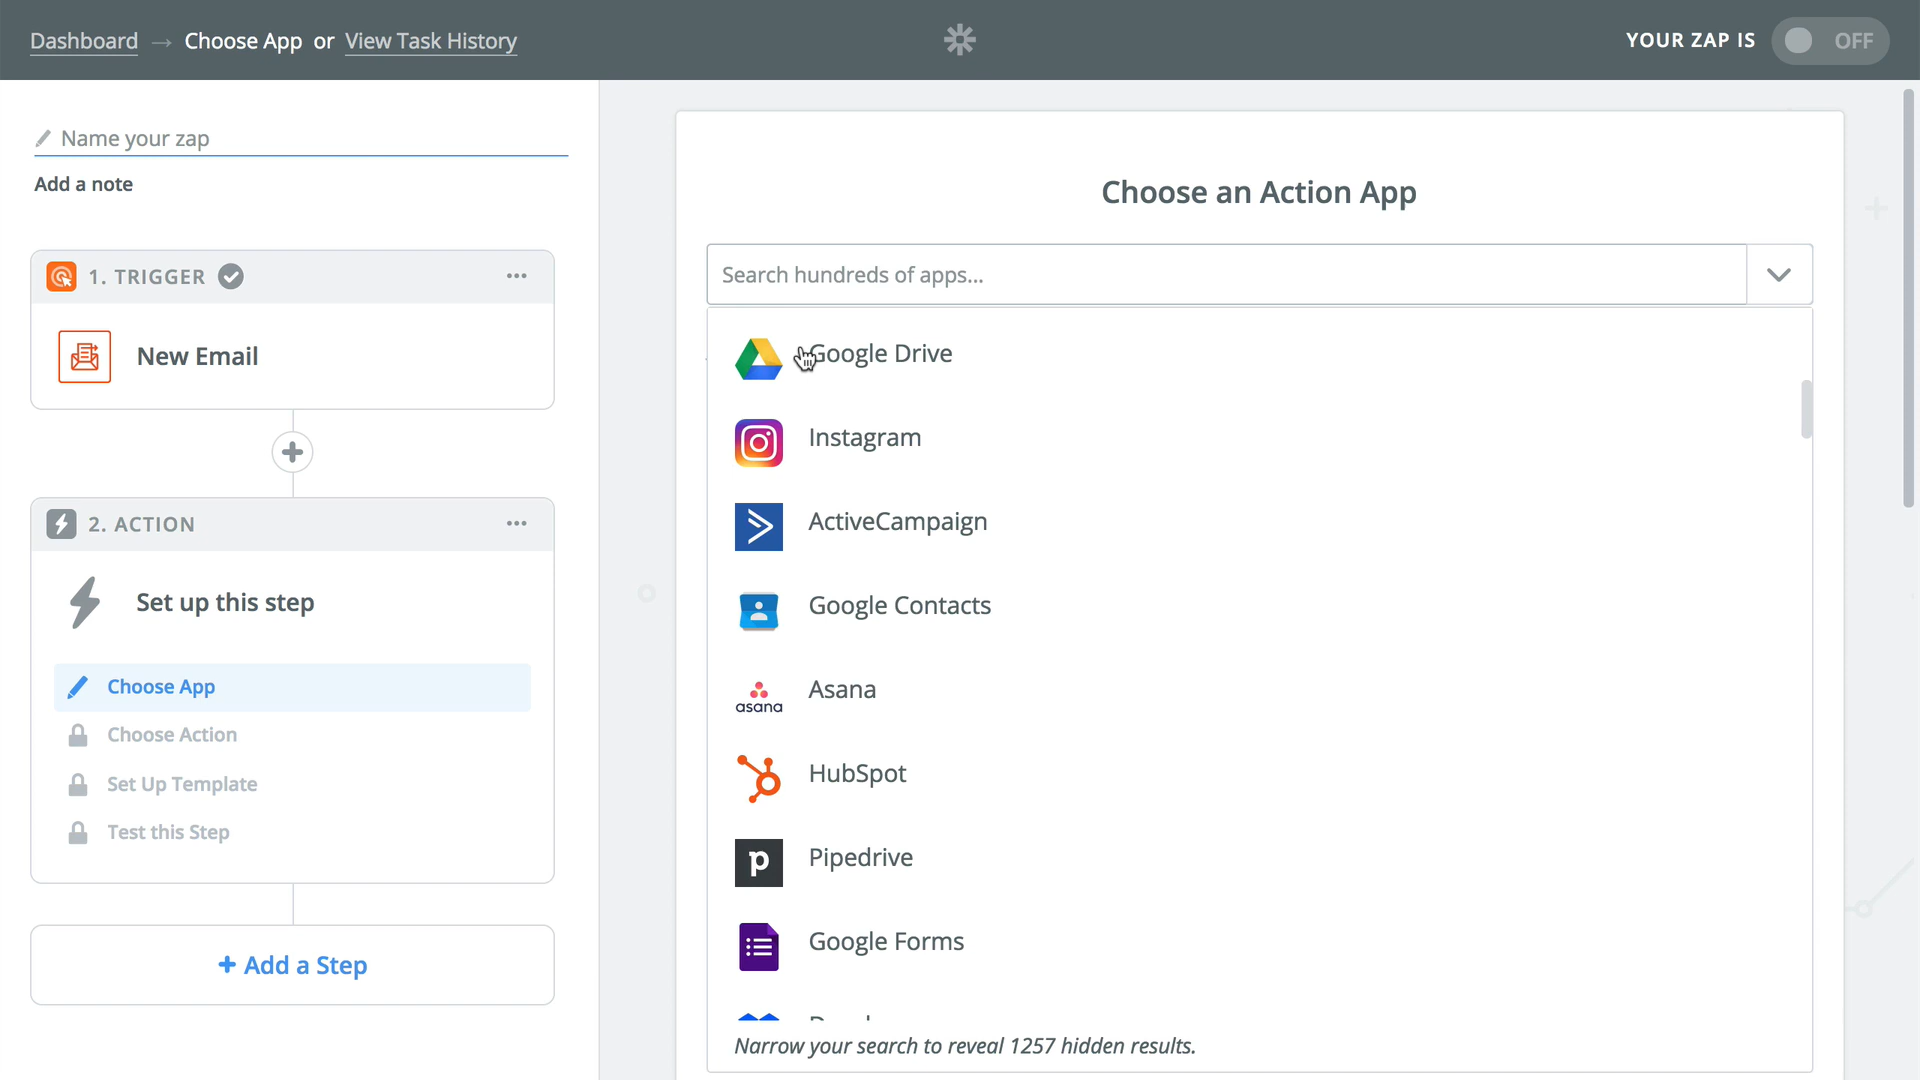 Dashboard → Choose App or View Task History
YOUR ZAP IS OFF
Name your zap
Add a note
1. TRIGGER
New Email
2. ACTION
Set up this step
Choose App
Choose Action
Set Up Template
Test this Step
+ Add a Step
Choose an Action App
Search hundreds of apps...
Google Drive
Instagram
ActiveCampaign
Google Contacts
asana Asana
HubSpot
p Pipedrive
Google Forms
Narrow your search to reveal 1257 hidden results.